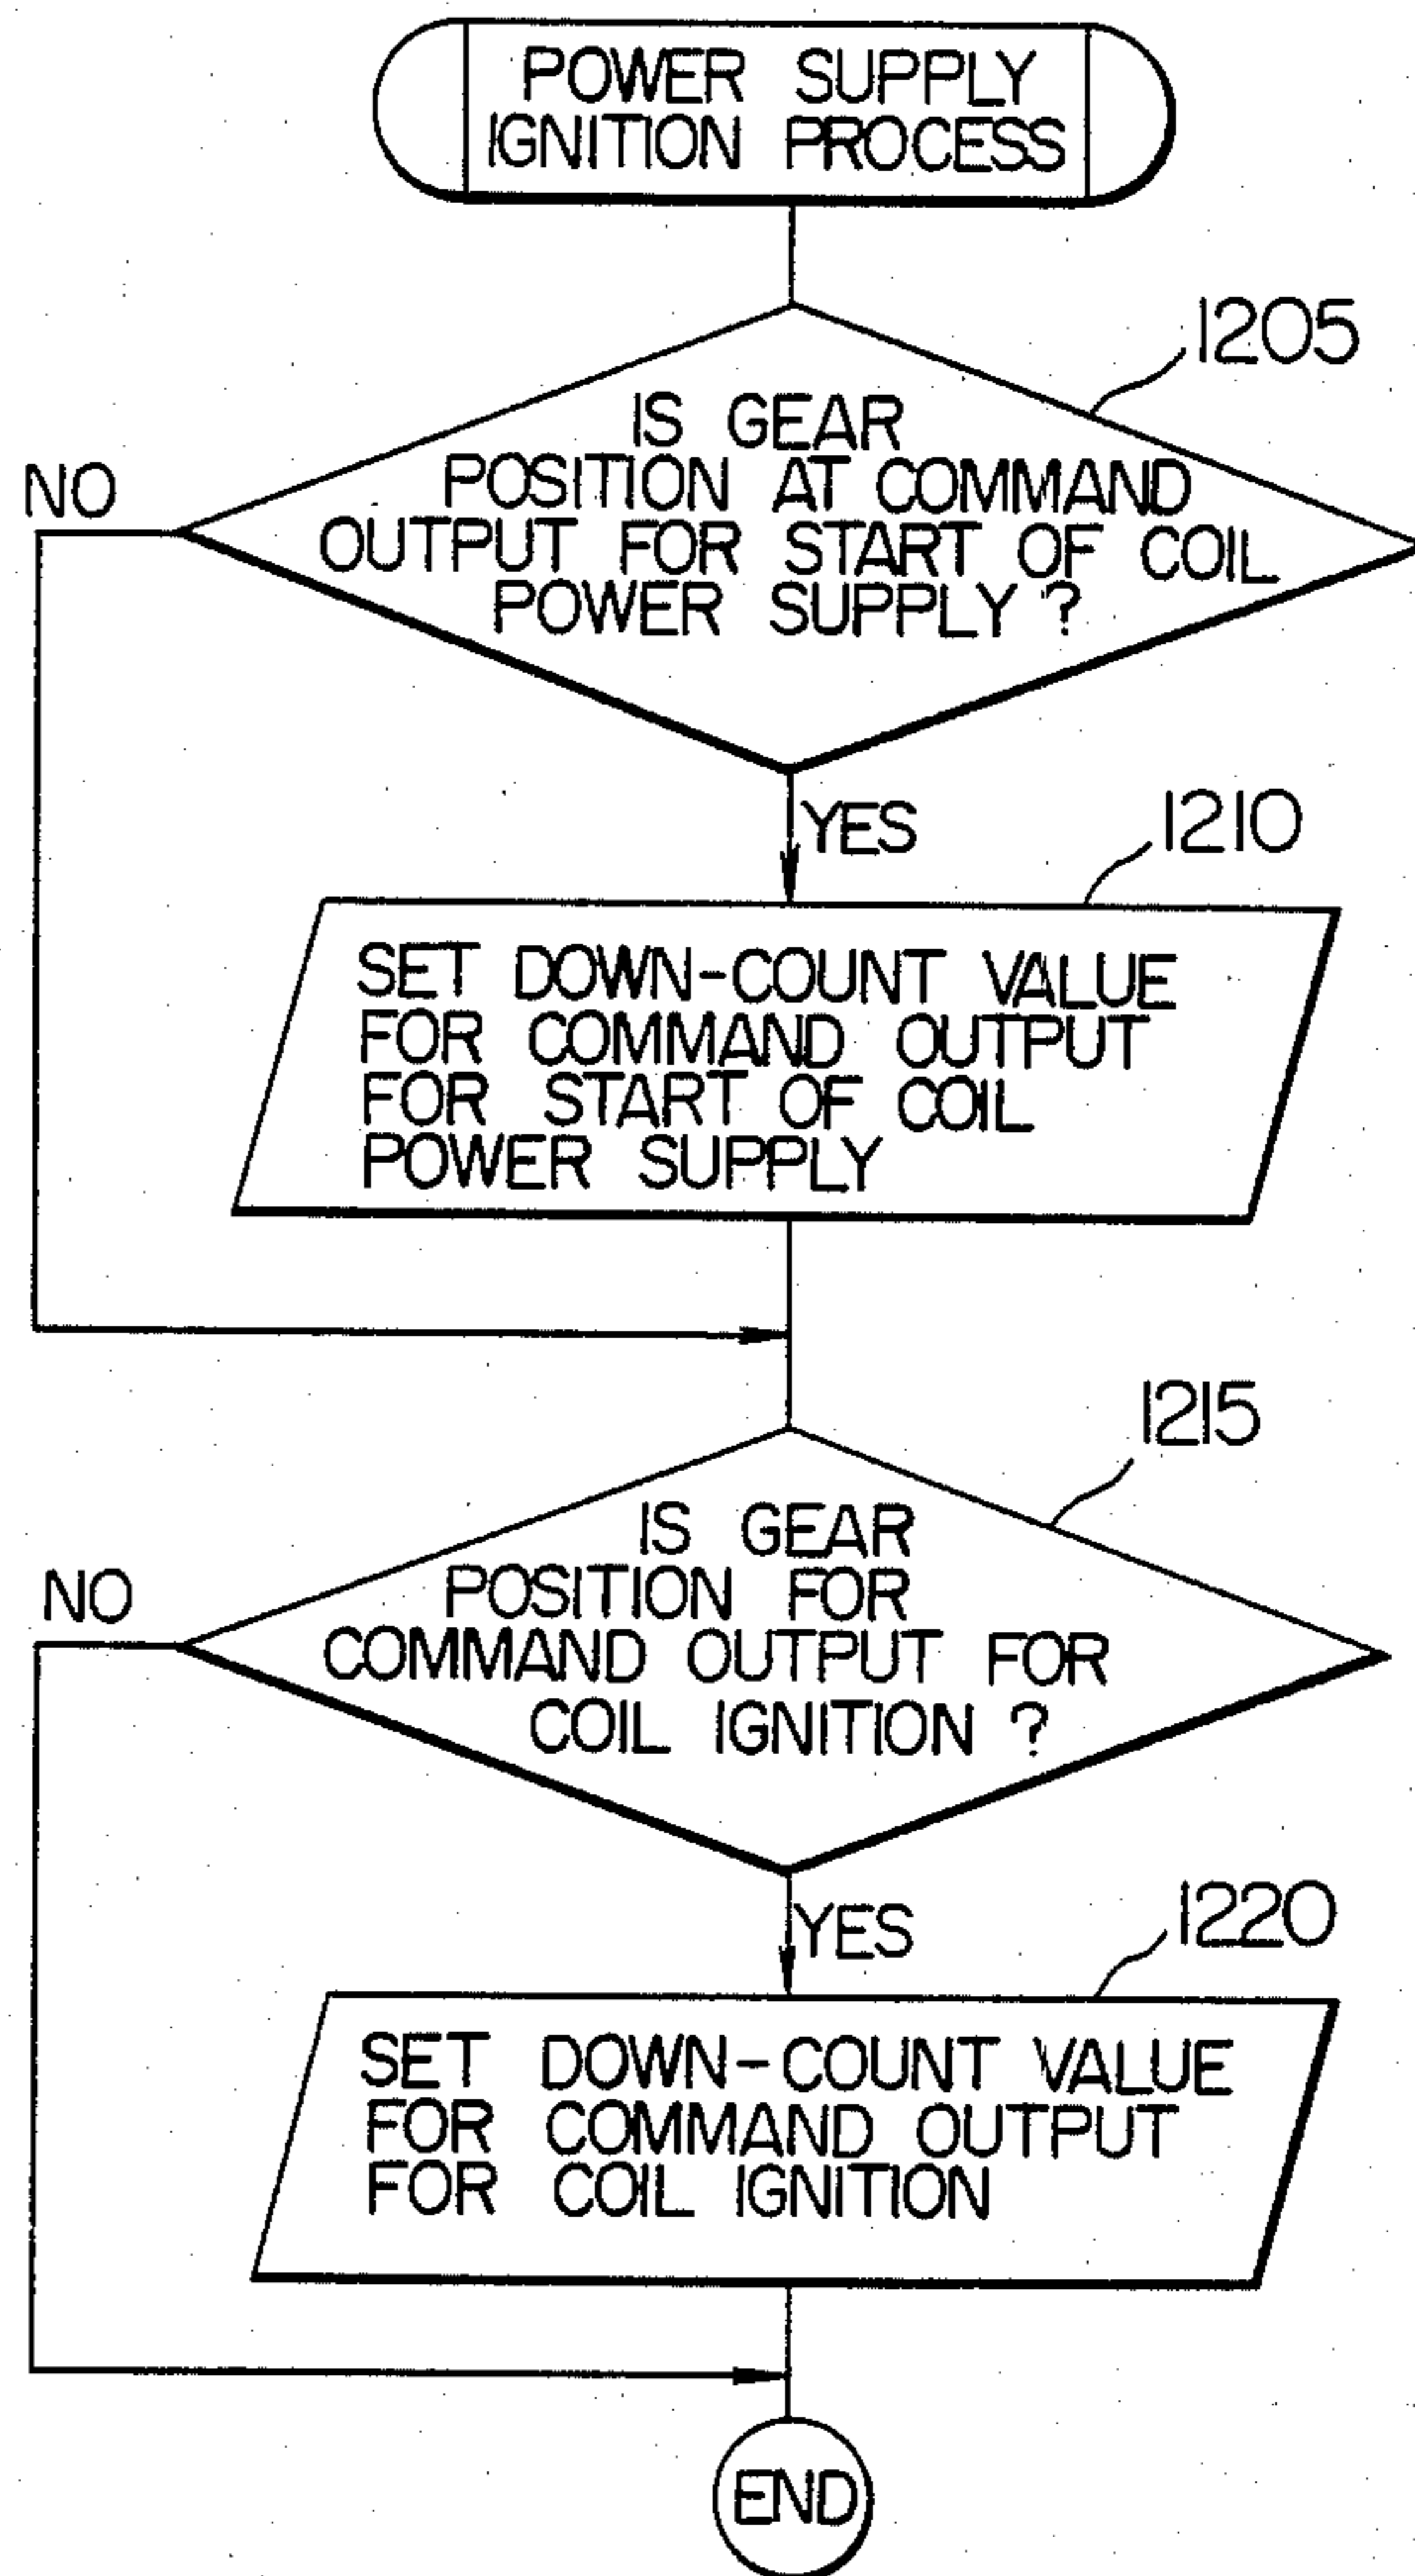 POWER SUPPLY
IGNITION PROCESS
1205
IS GEAR
POSITION AT COMMAND
OUTPUT FOR START OF COIL
POWER SUPPLY ?
NO
YES
1210
SET DOWN-COUNT VALUE
FOR COMMAND OUTPUT
FOR START OF COIL
POWER SUPPLY
1215
IS GEAR
POSITION FOR
COMMAND OUTPUT FOR
COIL IGNITION ?
NO
YES
1220
SET DOWN-COUNT VALUE
FOR COMMAND OUTPUT
FOR COIL IGNITION
END